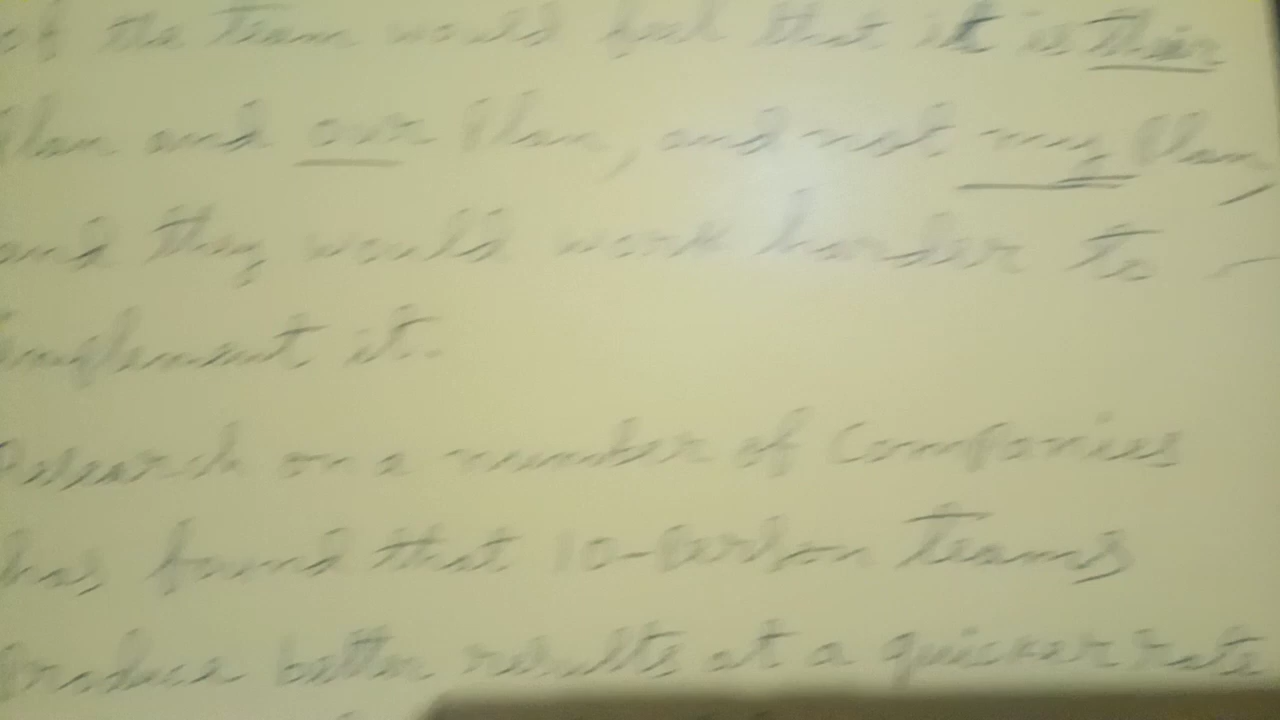 of the Team would feel that it is their
Plan and our Plan, and not my Plan,
and they would work harder to
implement it.
Research on a number of Companies
has found that 10-Person Teams
Produce better results at a quicker rate